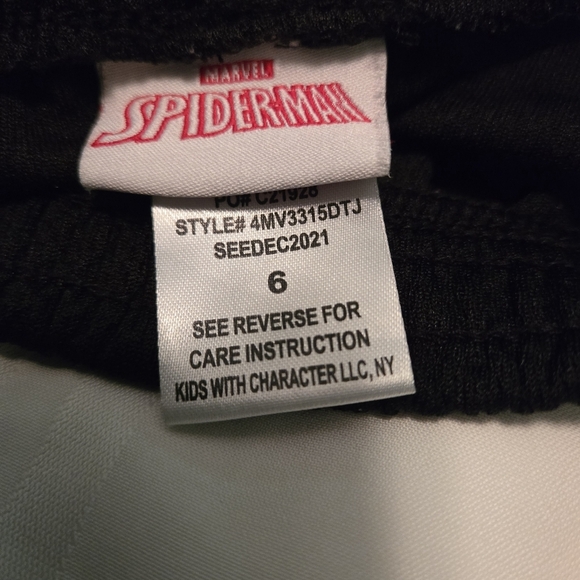 MARVEL
SPIDER-MAN
PO# C21928
STYLE# 4MV3315DTJ
SEEDEC2021
6
SEE REVERSE FOR
CARE INSTRUCTION
KIDS WITH CHARACTER LLC, NY